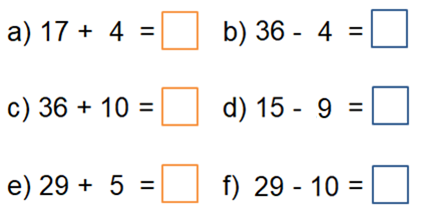 a) 17 + 4 = b) 36 - 4 =
c) 36 + 10 = d) 15 - 9 =
e) 29 + 5 = f) 29 - 10 =